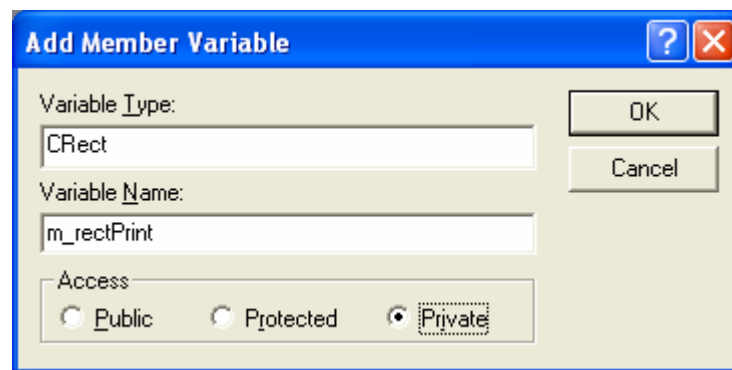 Add Member Variable
Variable Type:
CRect
Variable Name:
m_rectPrint
Access
Public Protected Private
OK
Cancel